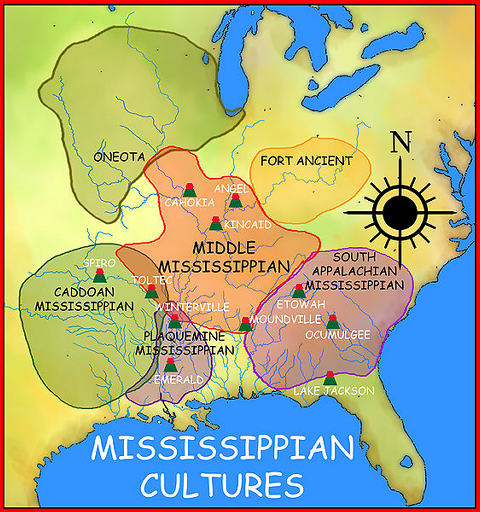 N
ONEOTA
FORT ANCIENT
CAHOKIA
ANGEL
KINCAID
MIDDLE
MISSISSIPPIAN
SOUTH
APPALACHIAN
MISSISSIPPIAN
SPIRO
TOLTEC
CADDOAN
MISSISSIPPIAN
WINTERVILLE
ETOWAH
MOUNDVILLE
OCUMULGEE
PLAQUEMINE
MISSISSIPPIAN
EMERALD
LAKE JACKSON
MISSISSIPPIAN
CULTURES